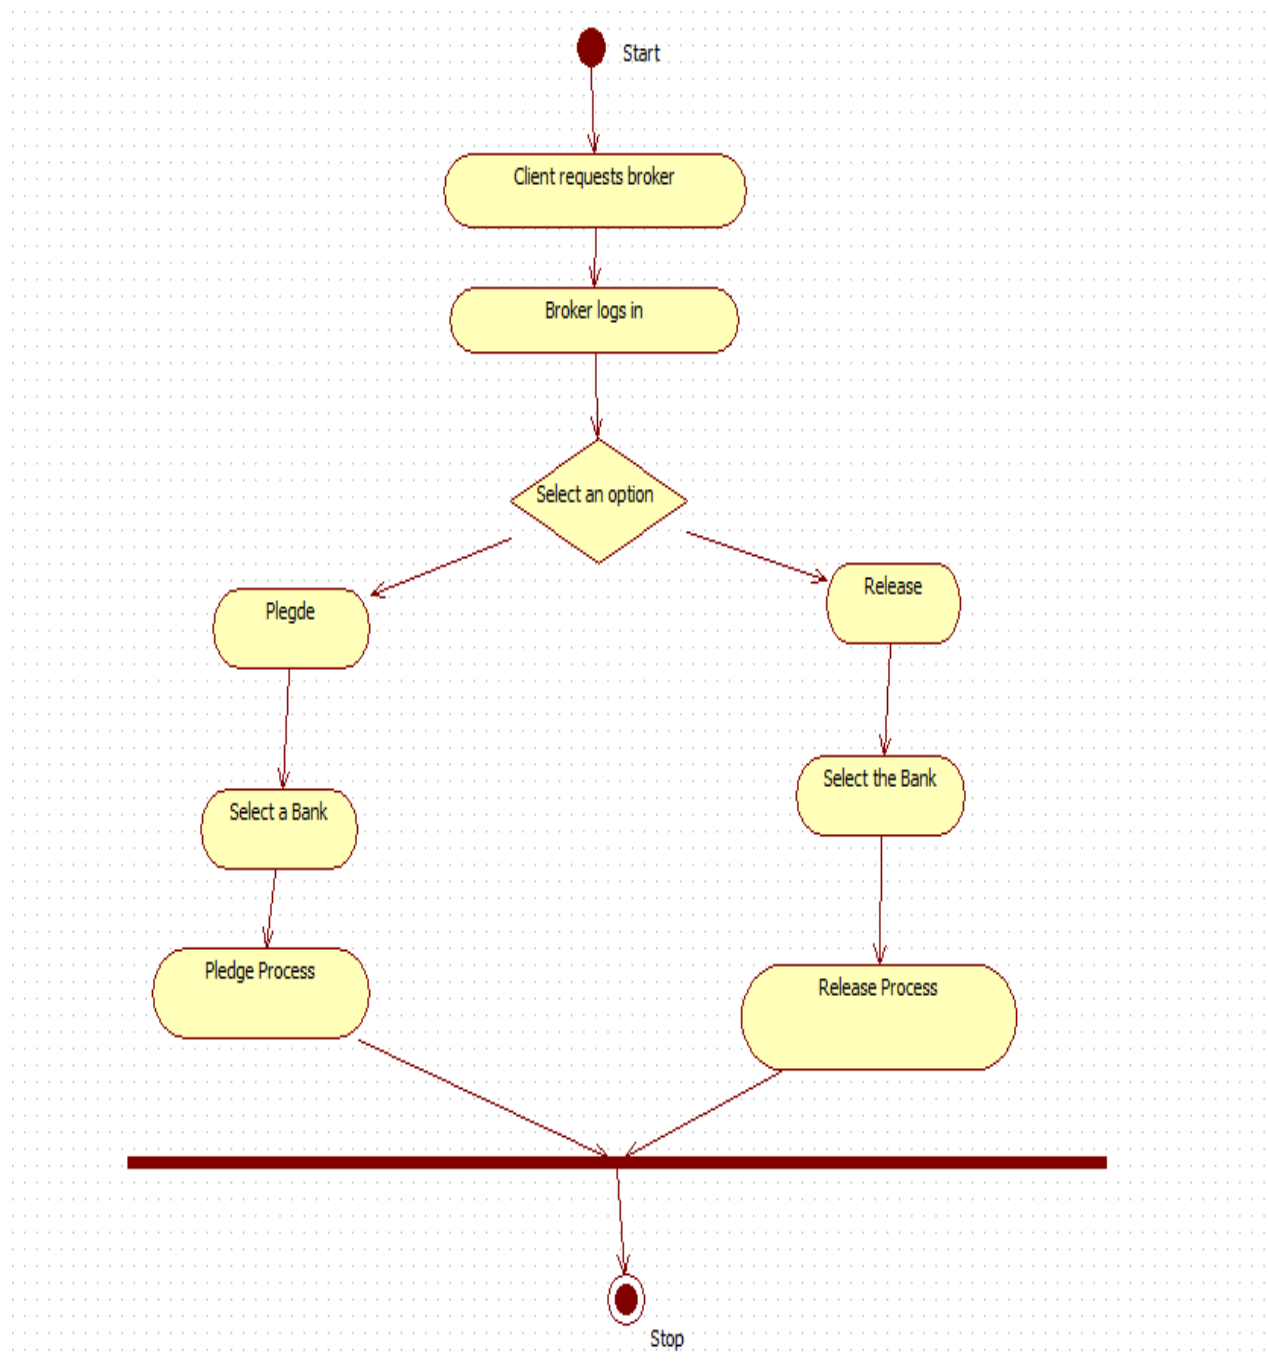 Start
Client requests broker
Broker logs in
Select an option
Plegde
Release
Select a Bank
Select the Bank
Pledge Process
Release Process
Stop